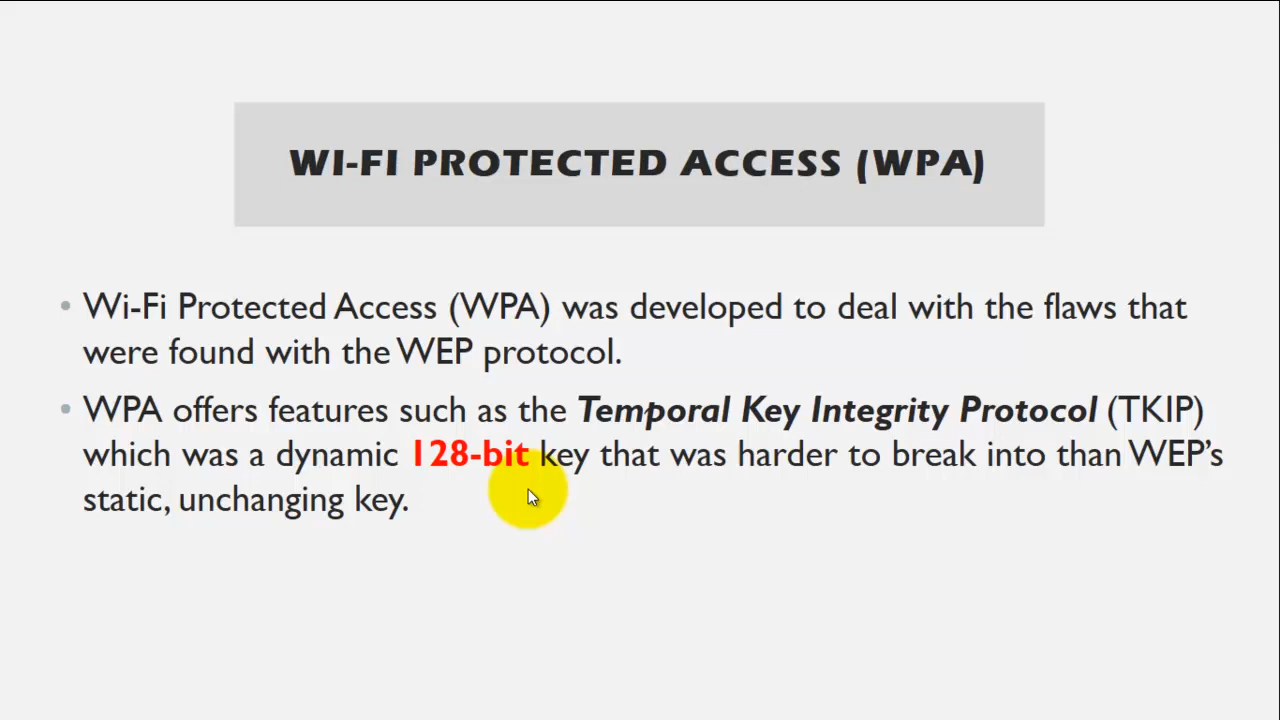 WI-FI PROTECTED ACCESS (WPA)
• Wi-Fi Protected Access (WPA) was developed to deal with the flaws that
were found with the WEP protocol.
• WPA offers features such as the Temporal Key Integrity Protocol (TKIP)
which was a dynamic 128-bit key that was harder to break into than WEP’s
static, unchanging key.